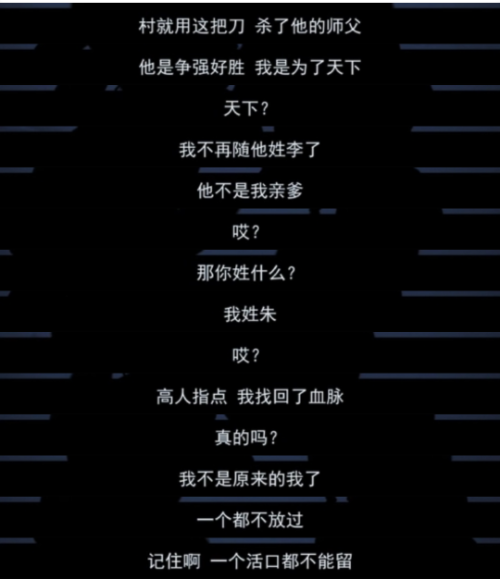 村就用这把刀 杀了他的师父
他是争强好胜 我是为了天下
天下？
我不再随他姓李了
他不是我亲爹
哎？
那你姓什么？
我姓朱
哎？
高人指点 我找回了血脉
真的吗？
我不是原来的我了
一个都不放过
记住啊 一个活口都不能留